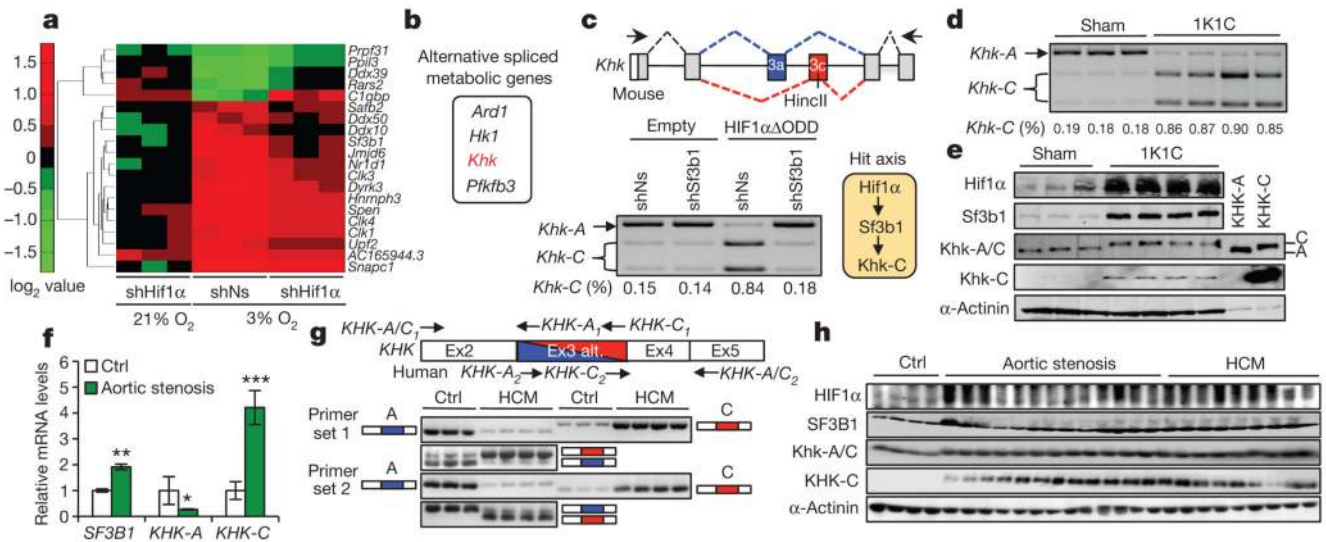 a
1.5
1.0
0.5
0
−0.5
−1.0
−1.5
log2 value
Prpf31
Ppil3
Ddx39
Rars2
C1qbp
Safb2
Ddx50
Ddx10
Sf3b1
Jmjd6
Nr1d1
Clk3
Dyrk3
Hnrnph3
Spen
Clk4
Clk1
Upf2
AC165944.3
Snapc1
shHif1α shNs shHif1α
21% O2 3% O2
b
Alternative spliced
metabolic genes
Ard1
Hk1
Khk
Pfkfb3
c
Khk
3a 3c
Mouse HincII
Empty HIF1αΔODD
shNs shSf3b1 shNs shSf3b1
Khk-A
Khk-C
Khk-C (%) 0.15 0.14 0.84 0.18
Hit axis
Hif1α
Sf3b1
Khk-C
d
Sham 1K1C
Khk-A
Khk-C
Khk-C (%) 0.19 0.18 0.18 0.86 0.87 0.90 0.85
e
Sham 1K1C
KHK-A KHK-C
Hif1α
Sf3b1
Khk-A/C
C
A
Khk-C
α-Actinin
f
Relative mRNA levels
6
5
4
3
2
1
0
Ctrl
Aortic stenosis
** * ***
SF3B1 KHK-A KHK-C
g
KHK-A/C1 KHK-A1 KHK-C1
KHK Ex2 Ex3 alt. Ex4 Ex5
Human KHK-A2 KHK-C2 KHK-A/C2
Ctrl HCM Ctrl HCM
Primer
set 1
A C
Primer
set 2
A C
h
Ctrl Aortic stenosis HCM
HIF1α
SF3B1
Khk-A/C
KHK-C
α-Actinin